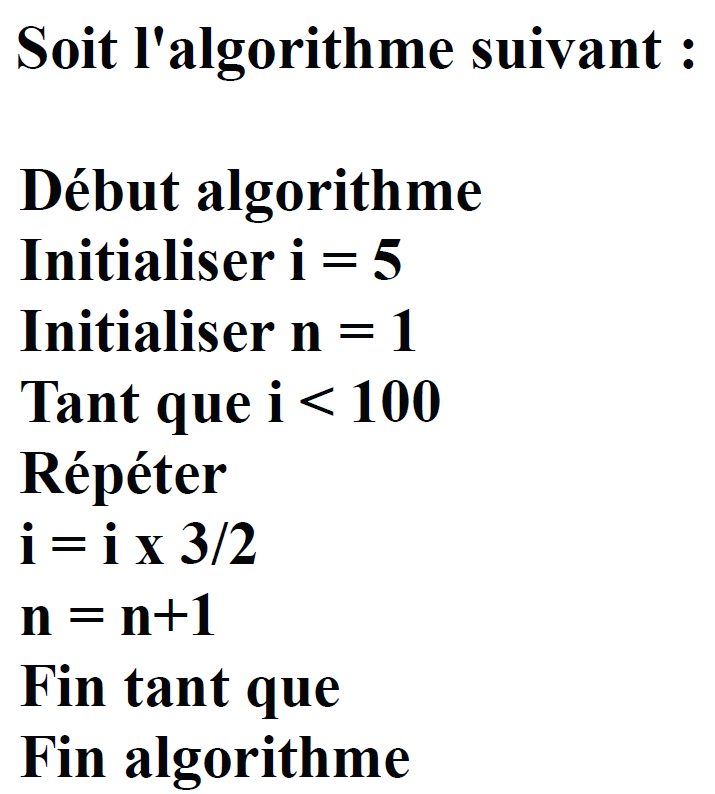 Soit l'algorithme suivant :
Début algorithme
Initialiser i = 5
Initialiser n = 1
Tant que i < 100
Répéter
i = i x 3/2
n = n+1
Fin tant que
Fin algorithme